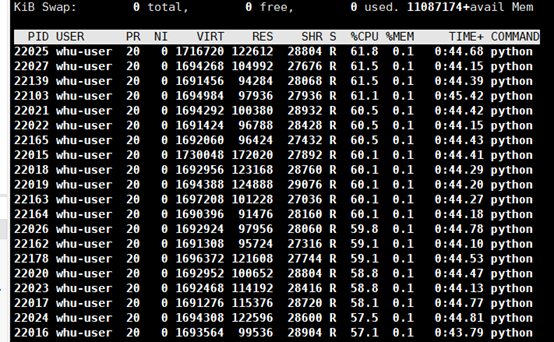 KiB Swap: 0 total, 0 free, 0 used. 11087174+avail Mem
PID USER PR NI VIRT RES SHR S %CPU %MEM TIME+ COMMAND
22025 whu-user 20 0 1716720 122612 28804 R 61.8 0.1 0:44.68 python
22027 whu-user 20 0 1694268 104992 27676 R 61.5 0.1 0:44.15 python
22139 whu-user 20 0 1691456 94284 28068 R 61.5 0.1 0:44.39 python
22103 whu-user 20 0 1694984 97936 27936 R 61.1 0.1 0:45.42 python
22021 whu-user 20 0 1694292 100380 28932 R 60.5 0.1 0:44.42 python
22022 whu-user 20 0 1691424 96788 28428 R 60.5 0.1 0:44.15 python
22165 whu-user 20 0 1692060 96424 27432 R 60.5 0.1 0:44.43 python
22015 whu-user 20 0 1730048 172020 27892 R 60.1 0.1 0:44.41 python
22018 whu-user 20 0 1692956 123168 28760 R 60.1 0.1 0:44.29 python
22019 whu-user 20 0 1694388 124888 29076 R 60.1 0.1 0:44.20 python
22163 whu-user 20 0 1697208 101228 27036 R 60.1 0.1 0:44.27 python
22164 whu-user 20 0 1690396 91476 28160 R 60.1 0.1 0:44.18 python
22026 whu-user 20 0 1692924 97956 28060 R 59.8 0.1 0:44.78 python
22162 whu-user 20 0 1691308 95724 27316 R 59.1 0.1 0:44.10 python
22178 whu-user 20 0 1696372 121608 27744 R 59.1 0.1 0:44.53 python
22020 whu-user 20 0 1692952 100652 28804 R 58.8 0.1 0:44.47 python
22023 whu-user 20 0 1692468 114192 28416 R 58.8 0.1 0:44.13 python
22017 whu-user 20 0 1691276 115376 28720 R 58.1 0.1 0:44.77 python
22024 whu-user 20 0 1694308 122596 28600 R 57.5 0.1 0:44.81 python
22016 whu-user 20 0 1693564 99536 28904 R 57.1 0.1 0:43.79 python